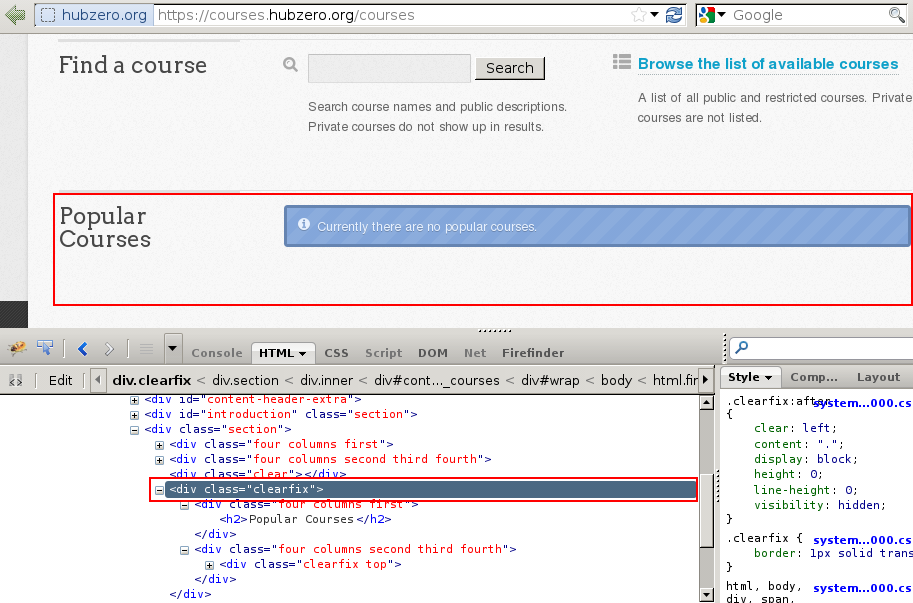 hubzero.org https://courses.hubzero.org/courses Google
Find a course
Search
Browse the list of available courses
Search course names and public descriptions.
Private courses do not show up in results.
A list of all public and restricted courses. Private
courses are not listed.
Popular
Courses
Currently there are no popular courses.
Console HTML CSS Script DOM Net Firefinder
Edit div.clearfix < div.section < div.inner < div#cont..._courses < div#wrap < body < html.fir
Style Comp... Layout
<div id="content-header-extra">
<div id="introduction" class="section">
<div class="section">
<div class="four columns first">
<div class="four columns second third fourth">
<div class="clear"></div>
<div class="clearfix">
<div class="four columns first">
<h2>Popular Courses</h2>
</div>
<div class="four columns second third fourth">
<div class="clearfix top">
</div>
</div>
.clearfix:after system...000.cs
{
clear: left;
content: ".";
display: block;
height: 0;
line-height: 0;
visibility: hidden;
}
.clearfix { system...000.cs
border: 1px solid trans
}
html, body, system...000.cs
div, span,